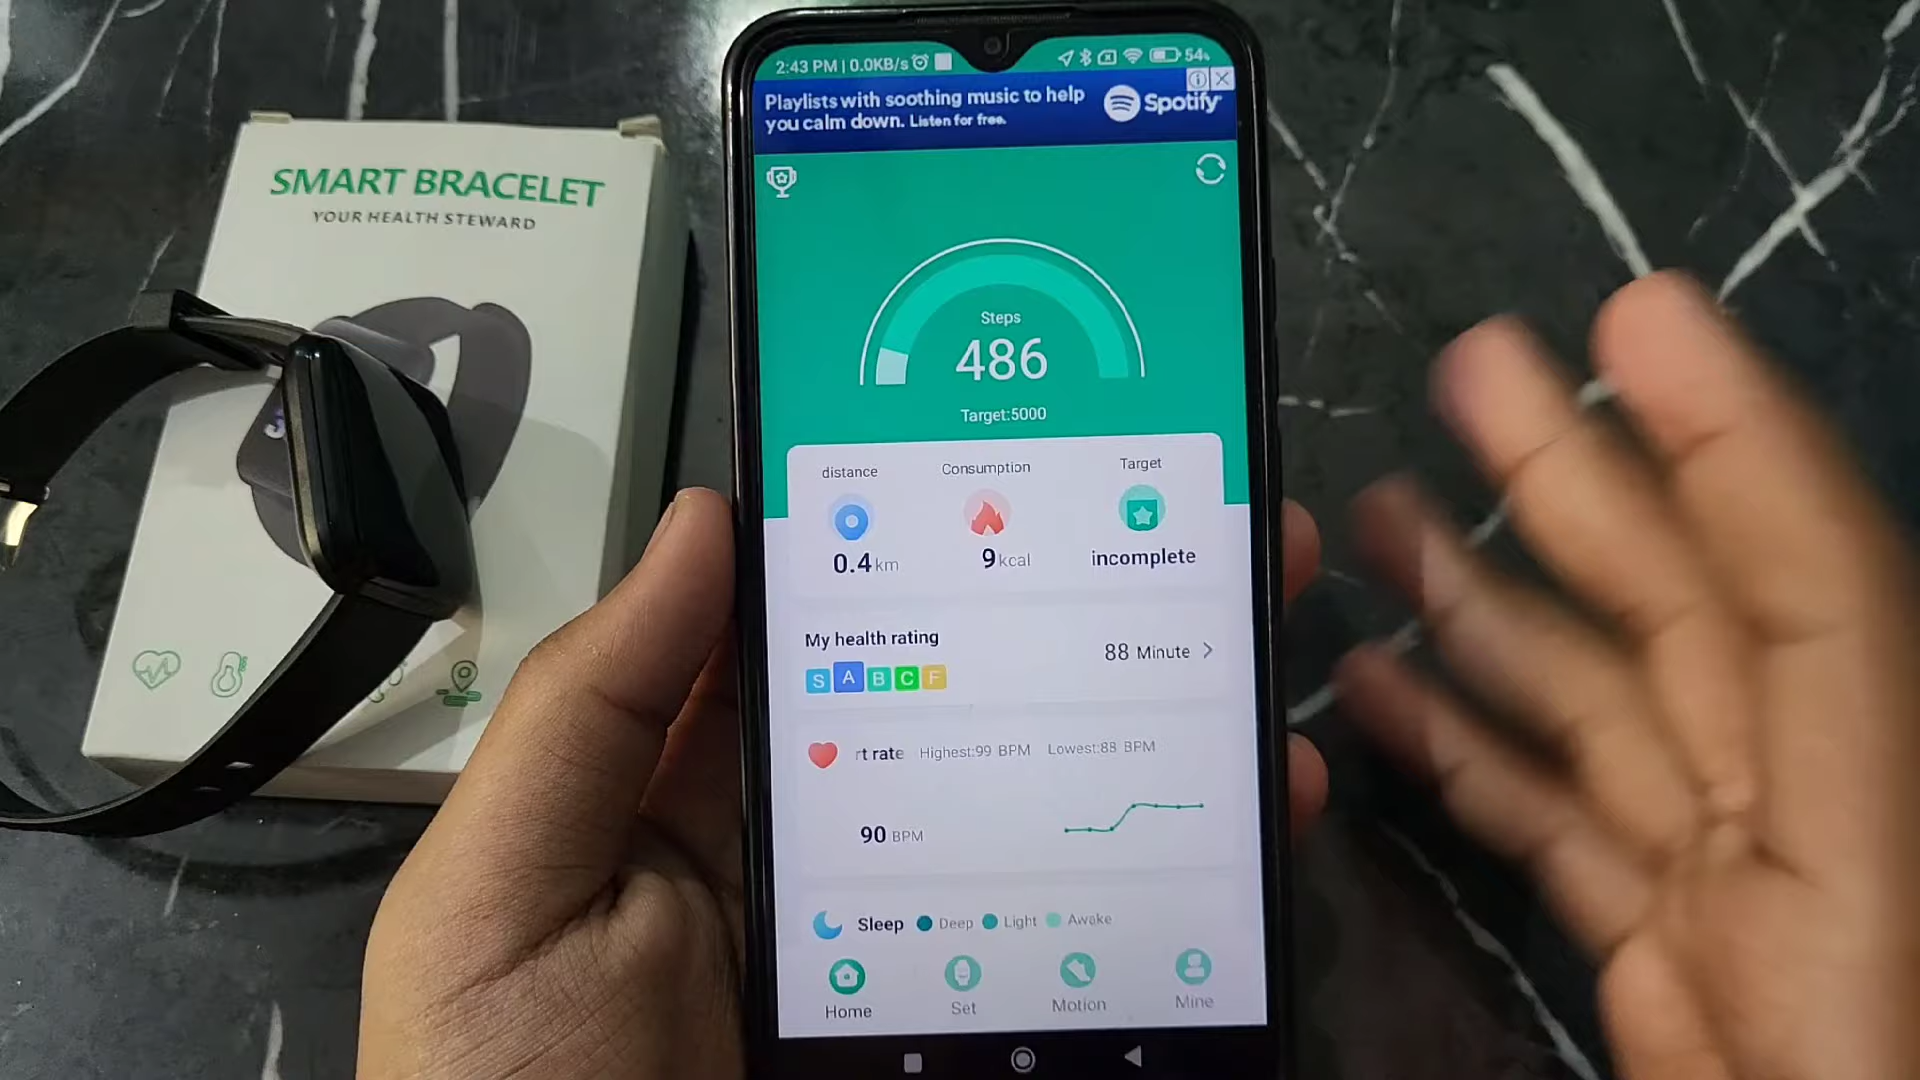 SMART BRACELET
YOUR HEALTH STEWARD
2:43 PM | 0.0KB/s
54%
Playlists with soothing music to help
you calm down. Listen for free.
Spotify
Steps
486
Target:5000
distance
Consumption
Target
0.4 km
9 kcal
incomplete
My health rating
S A B C F
88 Minute
rt rate
Highest:99 BPM
Lowest:88 BPM
90 BPM
Sleep
Deep
Light
Awake
Home
Set
Motion
Mine